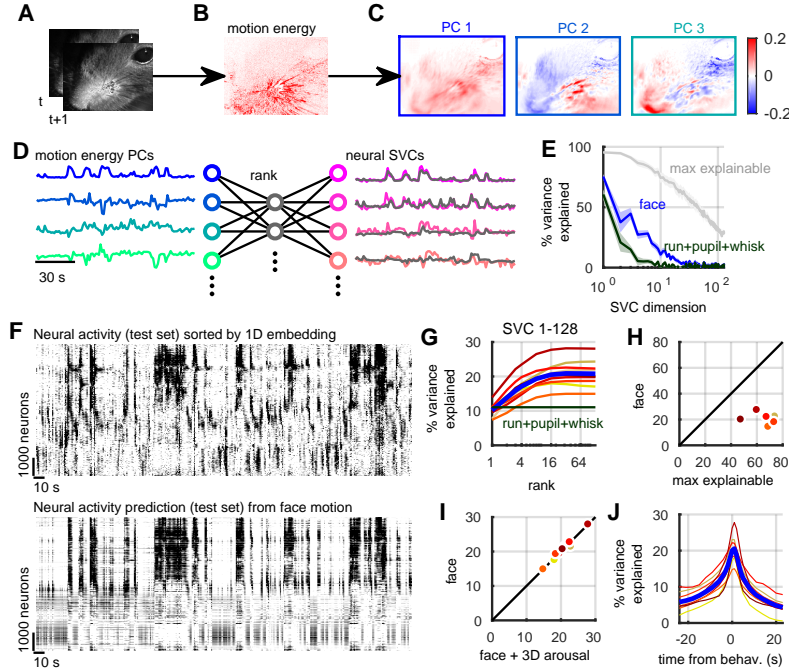 A
t
t+1
B
motion energy
C
PC 1
PC 2
PC 3
0.2
0
-0.2
D
motion energy PCs
rank
neural SVCs
30 s
E
% variance
explained
100
50
0
max explainable
face
run+pupil+whisk
10^0
10^1
10^2
SVC dimension
F
Neural activity (test set) sorted by 1D embedding
1000 neurons
10 s
Neural activity prediction (test set) from face motion
1000 neurons
10 s
G
SVC 1-128
% variance
explained
30
20
10
0
run+pupil+whisk
1
4
16
64
rank
H
face
80
60
40
20
0
0
20
40
60
80
max explainable
I
face
30
20
10
0
0
10
20
30
face + 3D arousal
J
% variance
explained
30
20
10
0
-20
0
20
time from behav. (s)